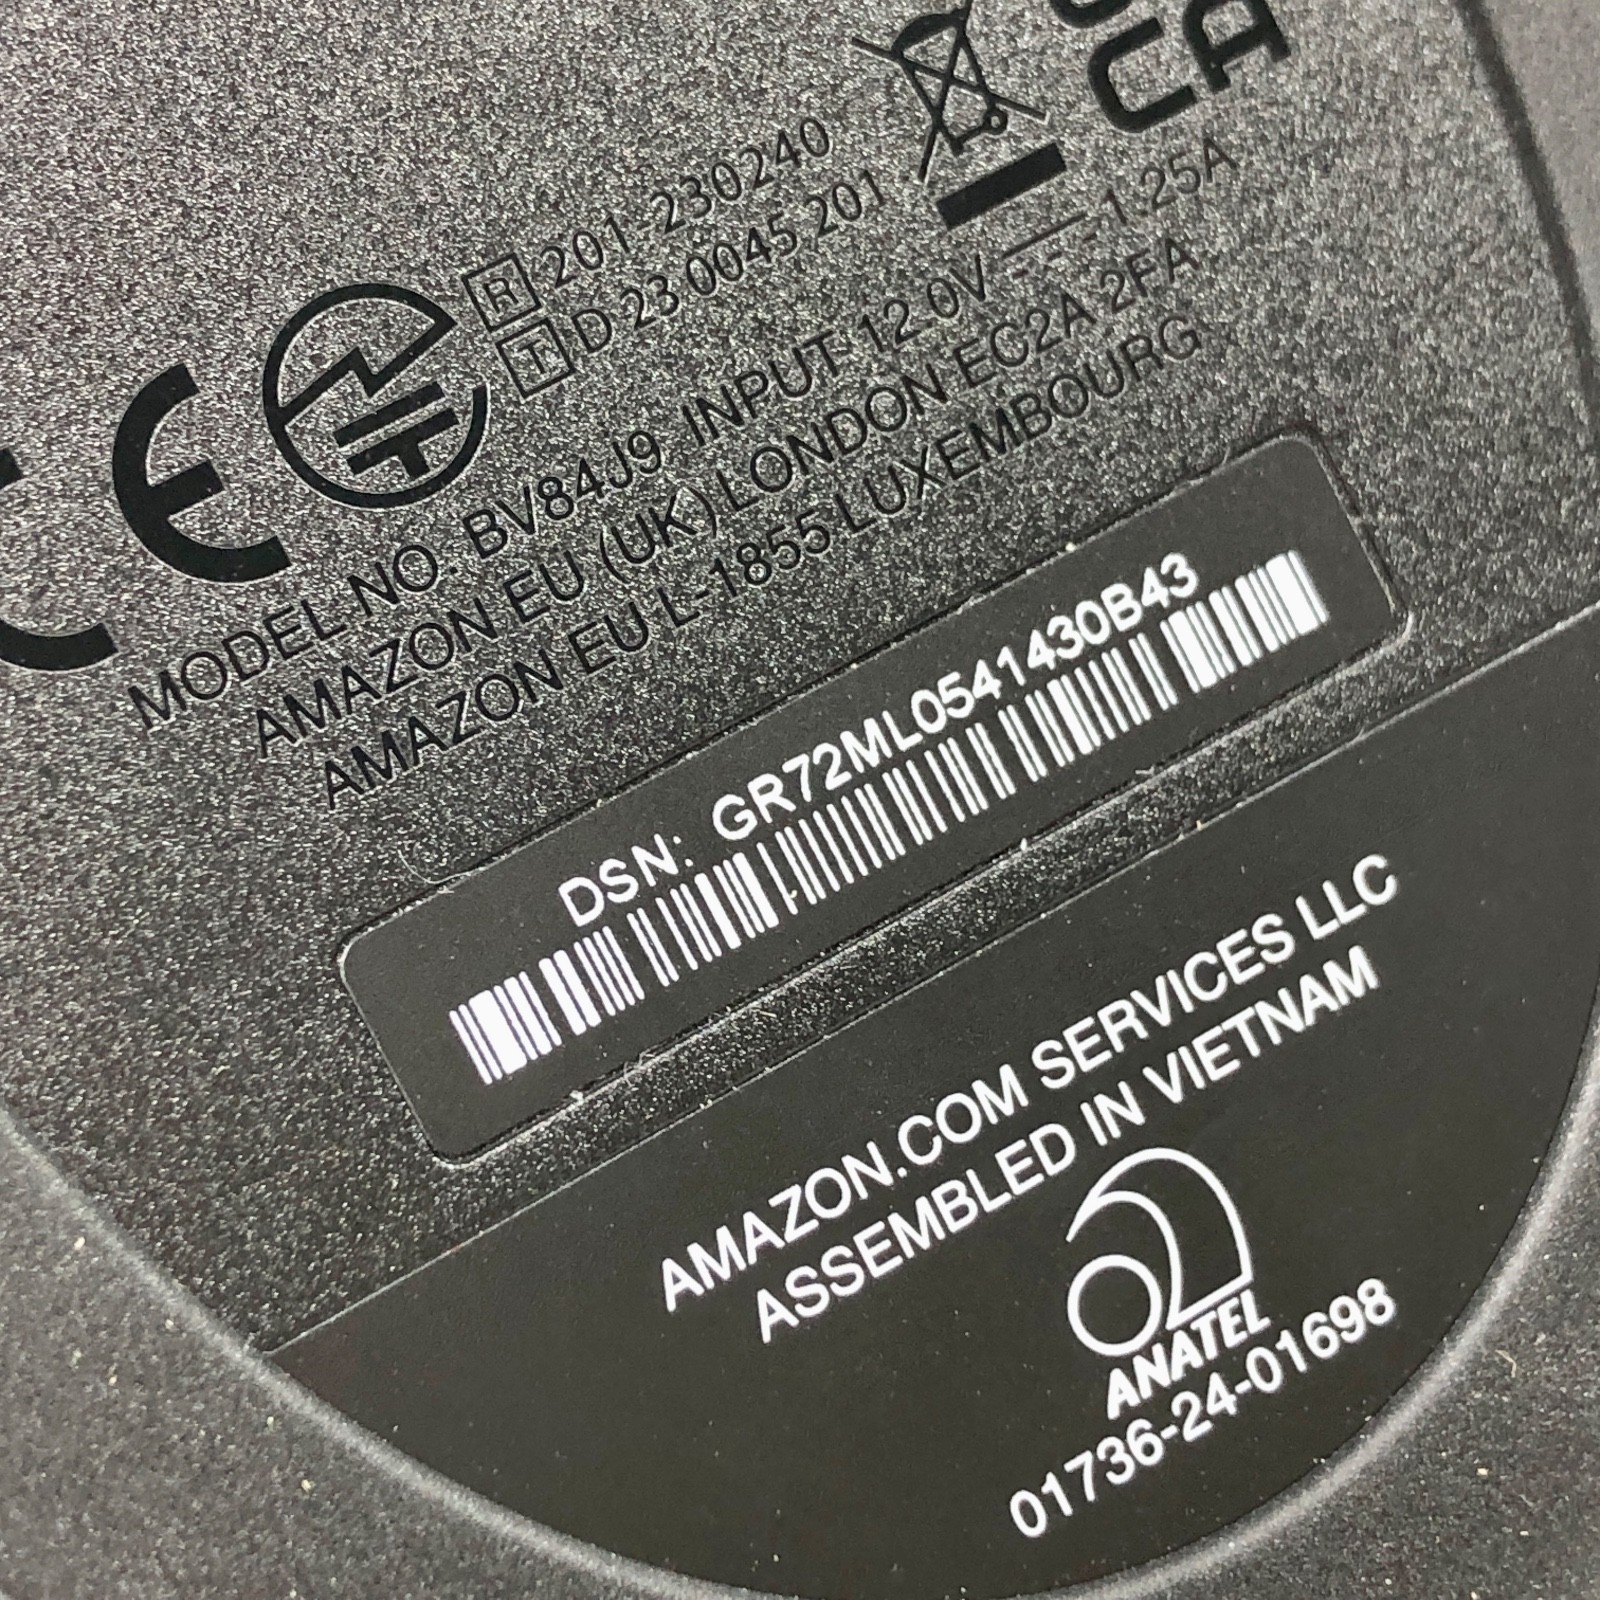 CA
R 201-230240
T D 23 0045 201
MODEL NO: BV84J9 INPUT 12.0V 1.25A
AMAZON EU (UK) LONDON EC2A 2FA
AMAZON EU L-1855 LUXEMBOURG
DSN: GR72ML0541430B43
AMAZON.COM SERVICES LLC
ASSEMBLED IN VIETNAM
ANATEL
01736-24-01698